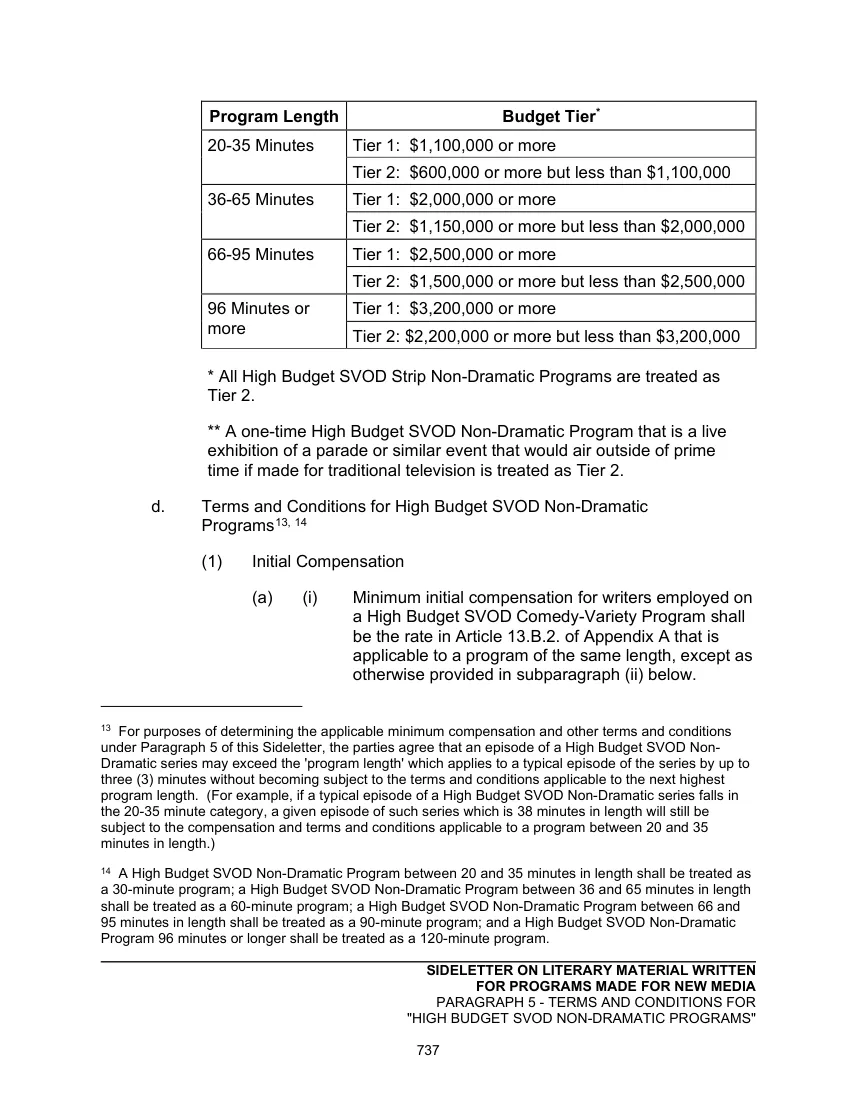 Program Length Budget Tier*
20-35 Minutes Tier 1: $1,100,000 or more
Tier 2: $600,000 or more but less than $1,100,000
36-65 Minutes Tier 1: $2,000,000 or more
Tier 2: $1,150,000 or more but less than $2,000,000
66-95 Minutes Tier 1: $2,500,000 or more
Tier 2: $1,500,000 or more but less than $2,500,000
96 Minutes or
more
Tier 1: $3,200,000 or more
Tier 2: $2,200,000 or more but less than $3,200,000
* All High Budget SVOD Strip Non-Dramatic Programs are treated as
Tier 2.
** A one-time High Budget SVOD Non-Dramatic Program that is a live
exhibition of a parade or similar event that would air outside of prime
time if made for traditional television is treated as Tier 2.
d. Terms and Conditions for High Budget SVOD Non-Dramatic
Programs13, 14
(1) Initial Compensation
(a) (i) Minimum initial compensation for writers employed on
a High Budget SVOD Comedy-Variety Program shall
be the rate in Article 13.B.2. of Appendix A that is
applicable to a program of the same length, except as
otherwise provided in subparagraph (ii) below.
13 For purposes of determining the applicable minimum compensation and other terms and conditions
under Paragraph 5 of this Sideletter, the parties agree that an episode of a High Budget SVOD Non-
Dramatic series may exceed the 'program length' which applies to a typical episode of the series by up to
three (3) minutes without becoming subject to the terms and conditions applicable to the next highest
program length. (For example, if a typical episode of a High Budget SVOD Non-Dramatic series falls in
the 20-35 minute category, a given episode of such series which is 38 minutes in length will still be
subject to the compensation and terms and conditions applicable to a program between 20 and 35
minutes in length.)
14 A High Budget SVOD Non-Dramatic Program between 20 and 35 minutes in length shall be treated as
a 30-minute program; a High Budget SVOD Non-Dramatic Program between 36 and 65 minutes in length
shall be treated as a 60-minute program; a High Budget SVOD Non-Dramatic Program between 66 and
95 minutes in length shall be treated as a 90-minute program; and a High Budget SVOD Non-Dramatic
Program 96 minutes or longer shall be treated as a 120-minute program.
SIDELETTER ON LITERARY MATERIAL WRITTEN
FOR PROGRAMS MADE FOR NEW MEDIA
PARAGRAPH 5 - TERMS AND CONDITIONS FOR
"HIGH BUDGET SVOD NON-DRAMATIC PROGRAMS"
737